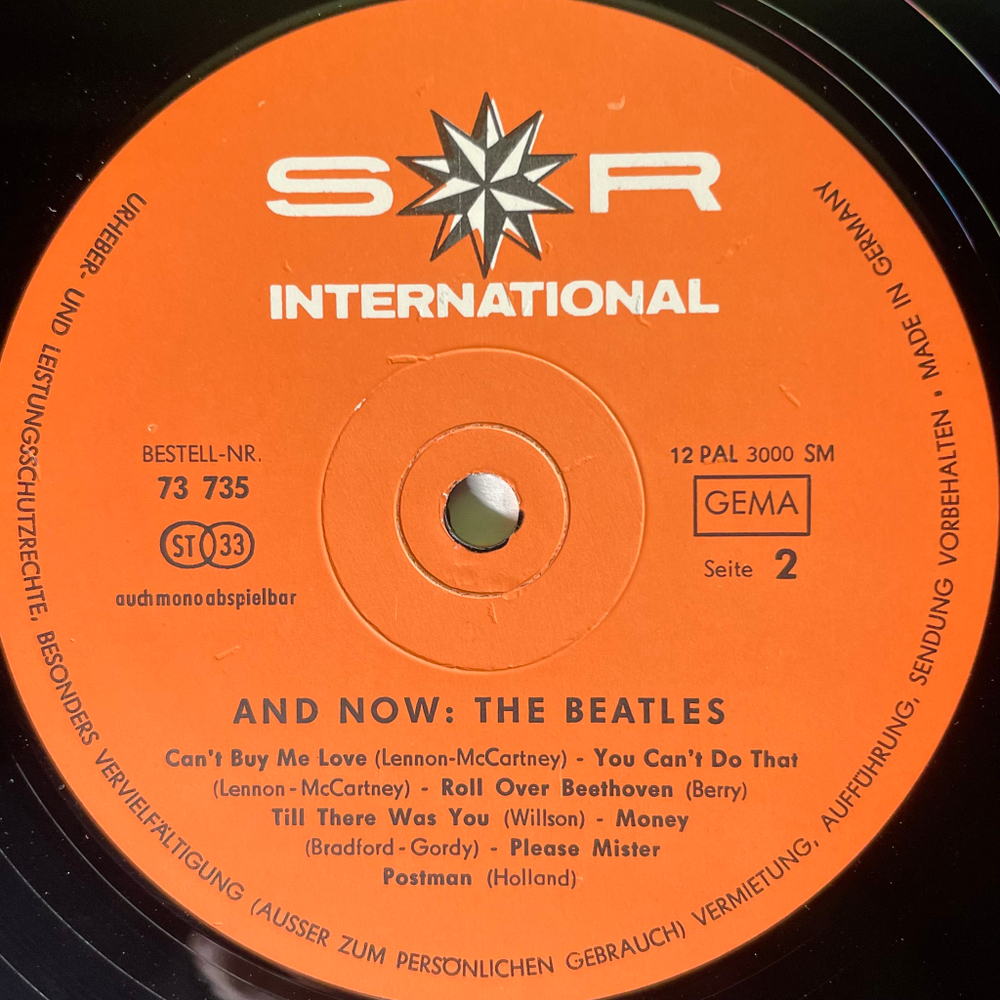 S R
INTERNATIONAL
BESTELL-NR.
73 735
ST 33
auch mono abspielbar
12 PAL 3000 SM
GEMA
Seite 2
AND NOW: THE BEATLES
Can't Buy Me Love (Lennon-McCartney) - You Can't Do That
(Lennon - McCartney) - Roll Over Beethoven (Berry)
Till There Was You (Willson) - Money
(Bradford - Gordy) - Please Mister
Postman (Holland)
URHEBER- UND LEISTUNGSSCHUTZRECHTE, BESONDERS VERVIELFÄLTIGUNG (AUSSER ZUM PERSÖNLICHEN GEBRAUCH) VERMIETUNG, AUFFÜHRUNG, SENDUNG VORBEHALTEN • MADE IN GERMANY